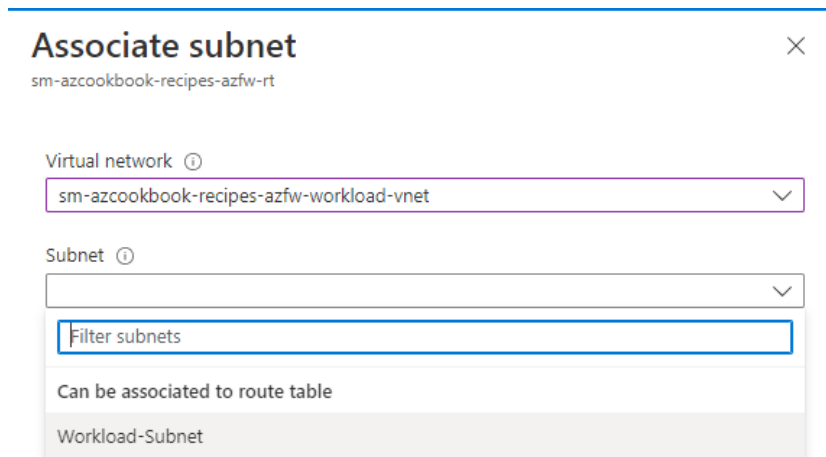 Associate subnet
sm-azcookbook-recipes-azfw-rt
Virtual network
sm-azcookbook-recipes-azfw-workload-vnet
Subnet
Filter subnets
Can be associated to route table
Workload-Subnet